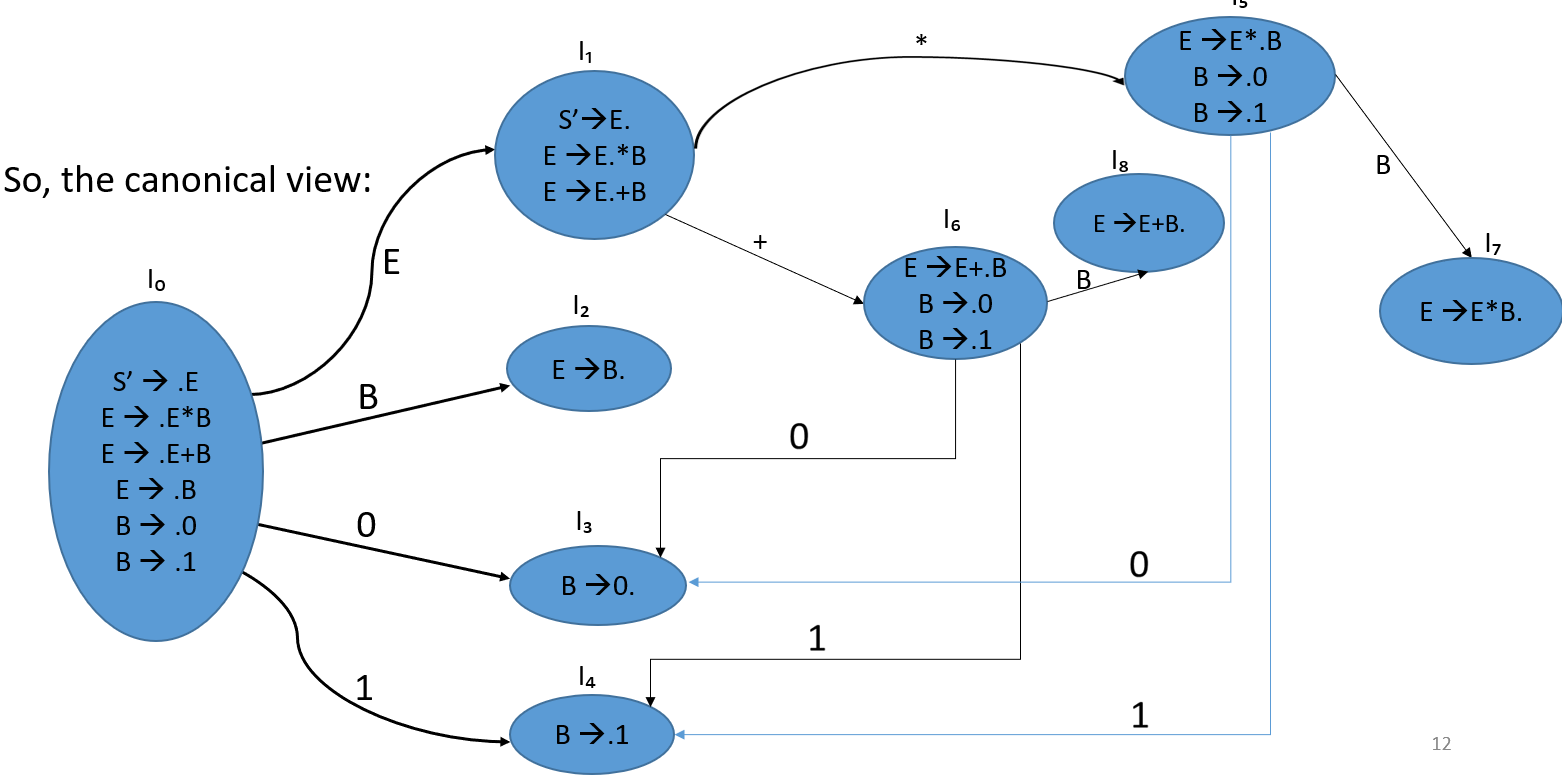 So, the canonical view:
I₀
S’ → .E
E → .E*B
E → .E+B
E → .B
B → .0
B → .1
E
B
0
1
I₁
S’→E.
E →E.*B
E →E.+B
*
+
I₂
E →B.
I₃
B →0.
I₄
B →.1
I₅
E →E*.B
B →.0
B →.1
B
0
1
I₆
E →E+.B
B →.0
B →.1
B
0
1
I₈
E →E+B.
I₇
E →E*B.
12